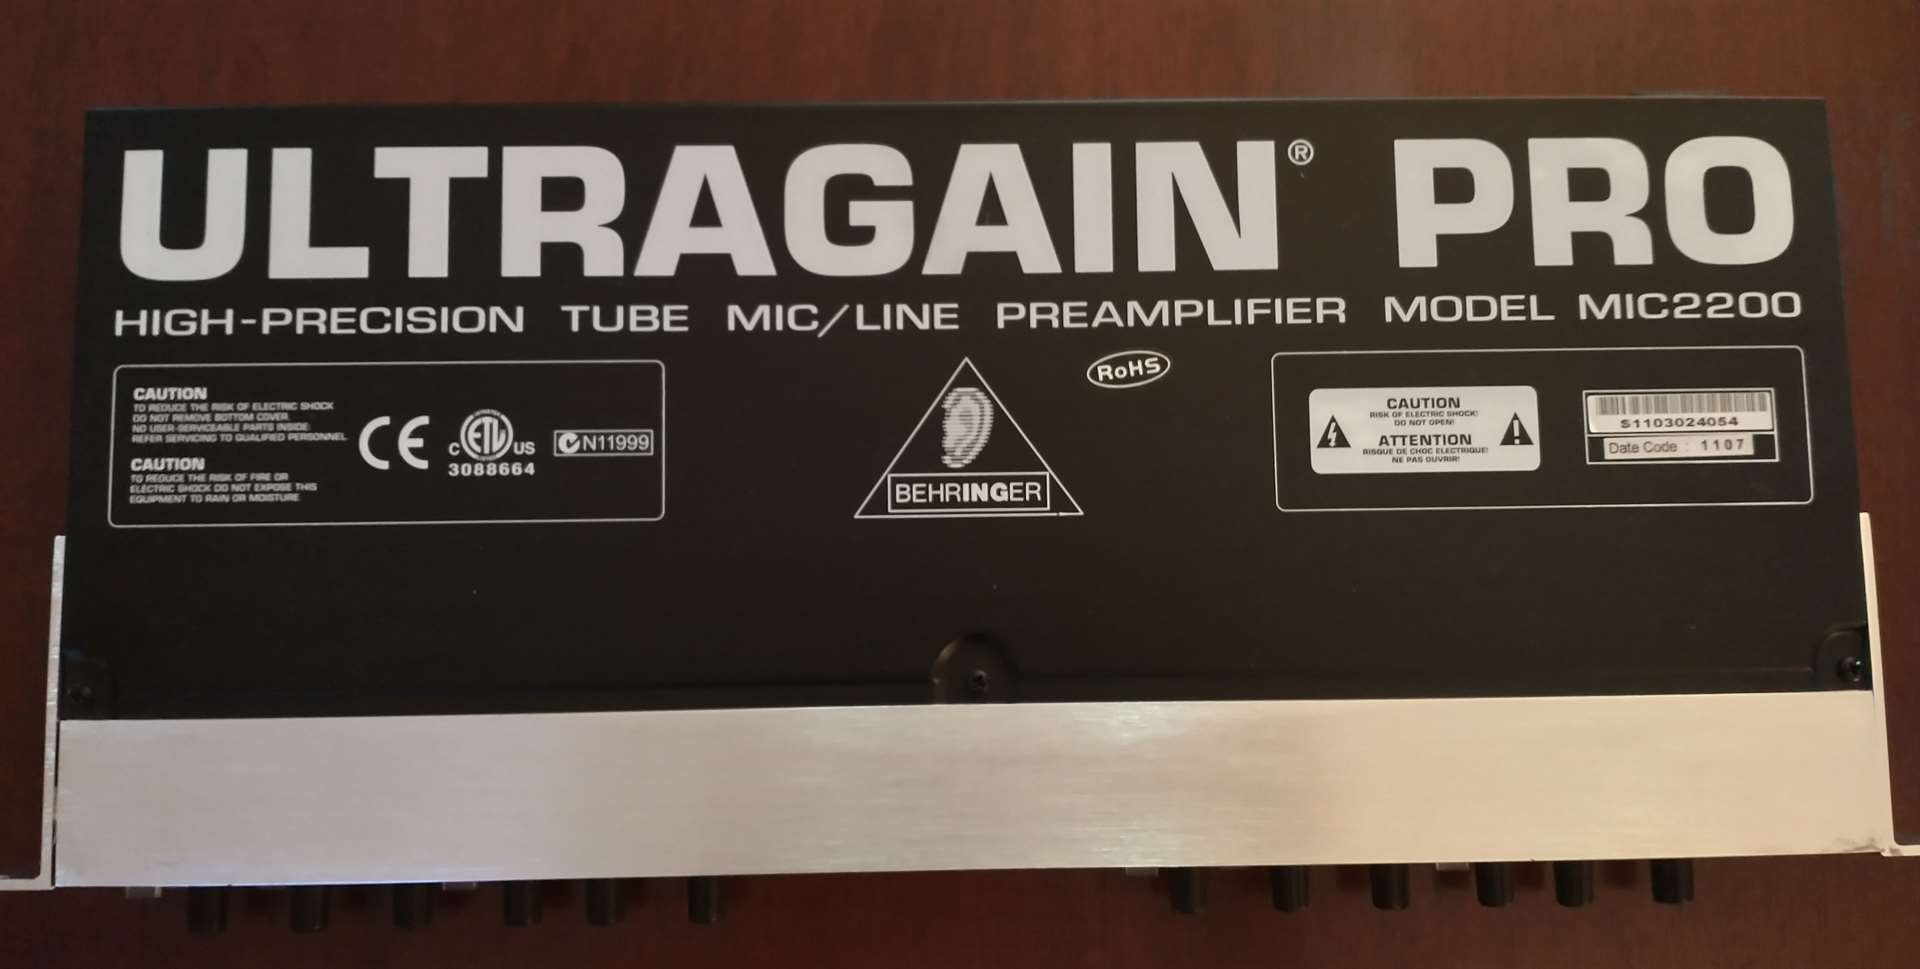 ULTRAGAIN® PRO
HIGH-PRECISION TUBE MIC/LINE PREAMPLIFIER MODEL MIC2200
CAUTION
TO REDUCE THE RISK OF ELECTRIC SHOCK
DO NOT REMOVE BOTTOM COVER.
NO USER-SERVICEABLE PARTS INSIDE.
REFER SERVICING TO QUALIFIED PERSONNEL
CAUTION
TO REDUCE THE RISK OF FIRE OR
ELECTRIC SHOCK DO NOT EXPOSE THIS
EQUIPMENT TO RAIN OR MOISTURE
CE
C ETL US
INTERTEK
3088664
N11999
BEHRINGER
RoHS
CAUTION
RISK OF ELECTRIC SHOCK!
DO NOT OPEN!
ATTENTION
RISQUE DE CHOC ELECTRIQUE!
NE PAS OUVRIR!
S1103024054
Date Code : 1107